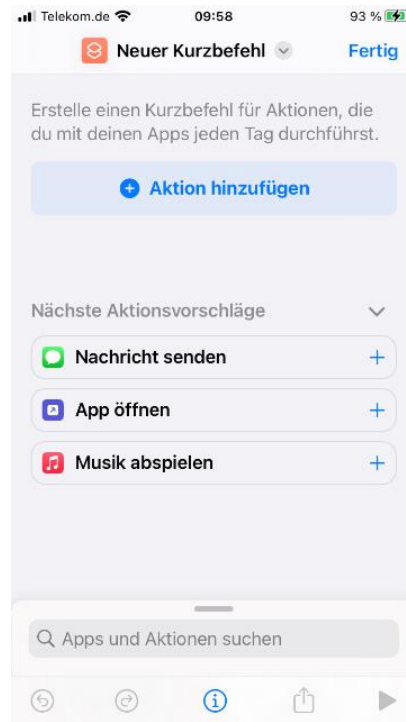 Telekom.de 09:58 93 %
Neuer Kurzbefehl Fertig
Erstelle einen Kurzbefehl für Aktionen, die
du mit deinen Apps jeden Tag durchführst.
Aktion hinzufügen
Nächste Aktionsvorschläge
Nachricht senden
App öffnen
Musik abspielen
Apps und Aktionen suchen